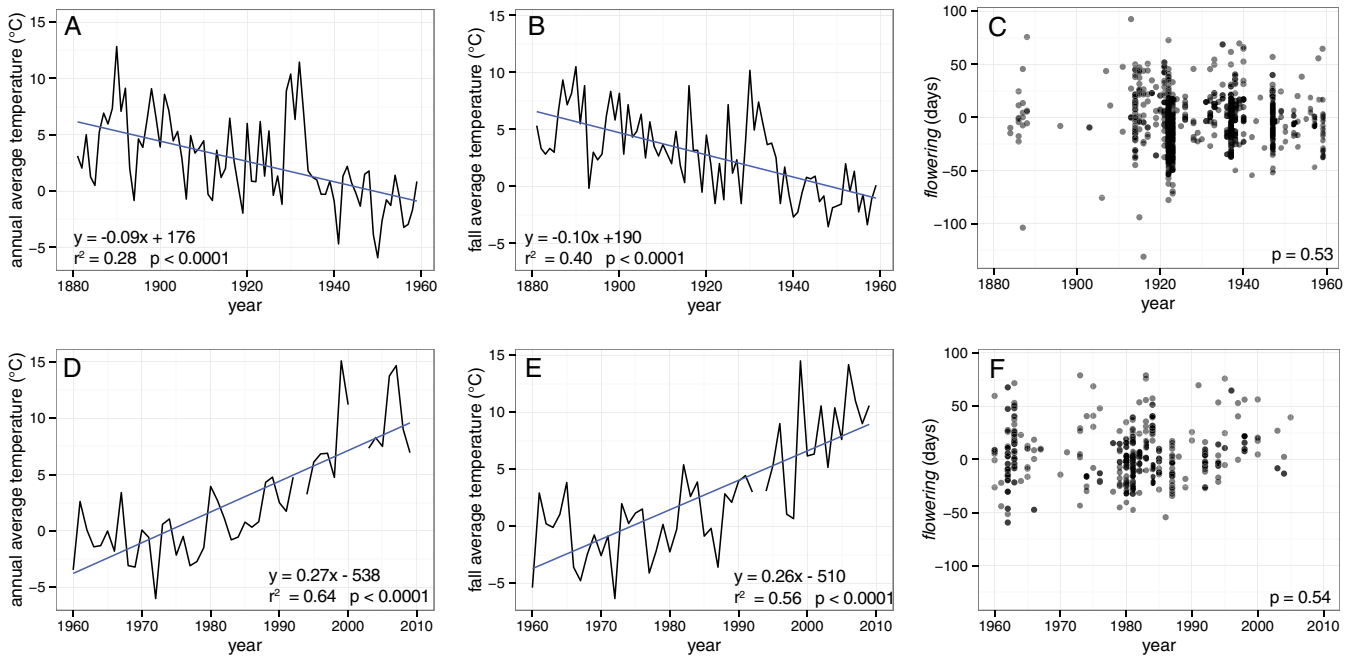 A
annual average temperature (°C)
15
10
5
0
−5
y = -0.09x + 176
r² = 0.28 p < 0.0001
1880 1900 1920 1940 1960
year
B
fall average temperature (°C)
15
10
5
0
−5
y = -0.10x +190
r² = 0.40 p < 0.0001
1880 1900 1920 1940 1960
year
C
flowering (days)
100
50
0
−50
−100
p = 0.53
1880 1900 1920 1940 1960
year
D
annual average temperature (°C)
15
10
5
0
−5
y = 0.27x - 538
r² = 0.64 p < 0.0001
1960 1970 1980 1990 2000 2010
year
E
fall average temperature (°C)
15
10
5
0
−5
y = 0.26x - 510
r² = 0.56 p < 0.0001
1960 1970 1980 1990 2000 2010
year
F
flowering (days)
100
50
0
−50
−100
p = 0.54
1960 1970 1980 1990 2000 2010
year